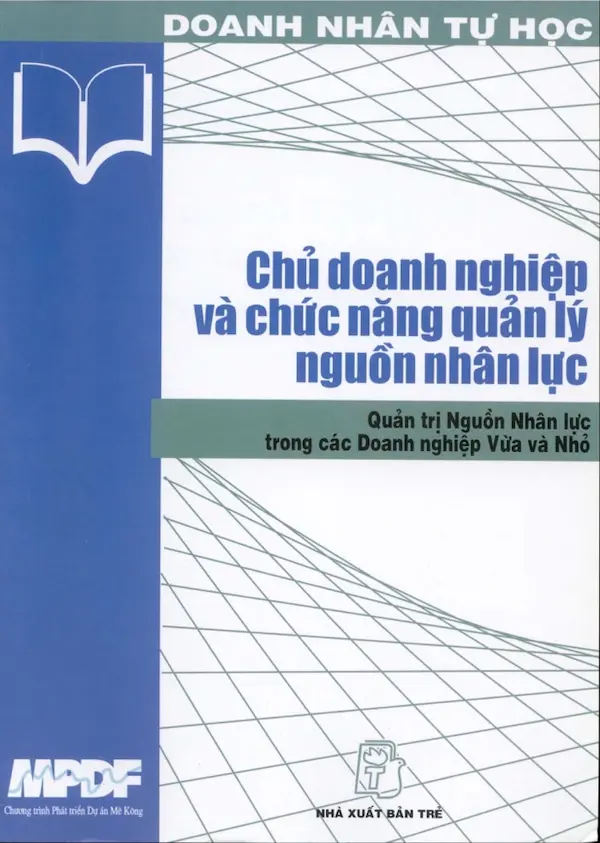 DOANH NHÂN TỰ HỌC
Chủ doanh nghiệp
và chức năng quản lý
nguồn nhân lực
Quản trị Nguồn Nhân lực
trong các Doanh nghiệp Vừa và Nhỏ
MPDF
Chương trình Phát triển Dự án Mê Kông
T
NHÀ XUẤT BẢN TRẺ